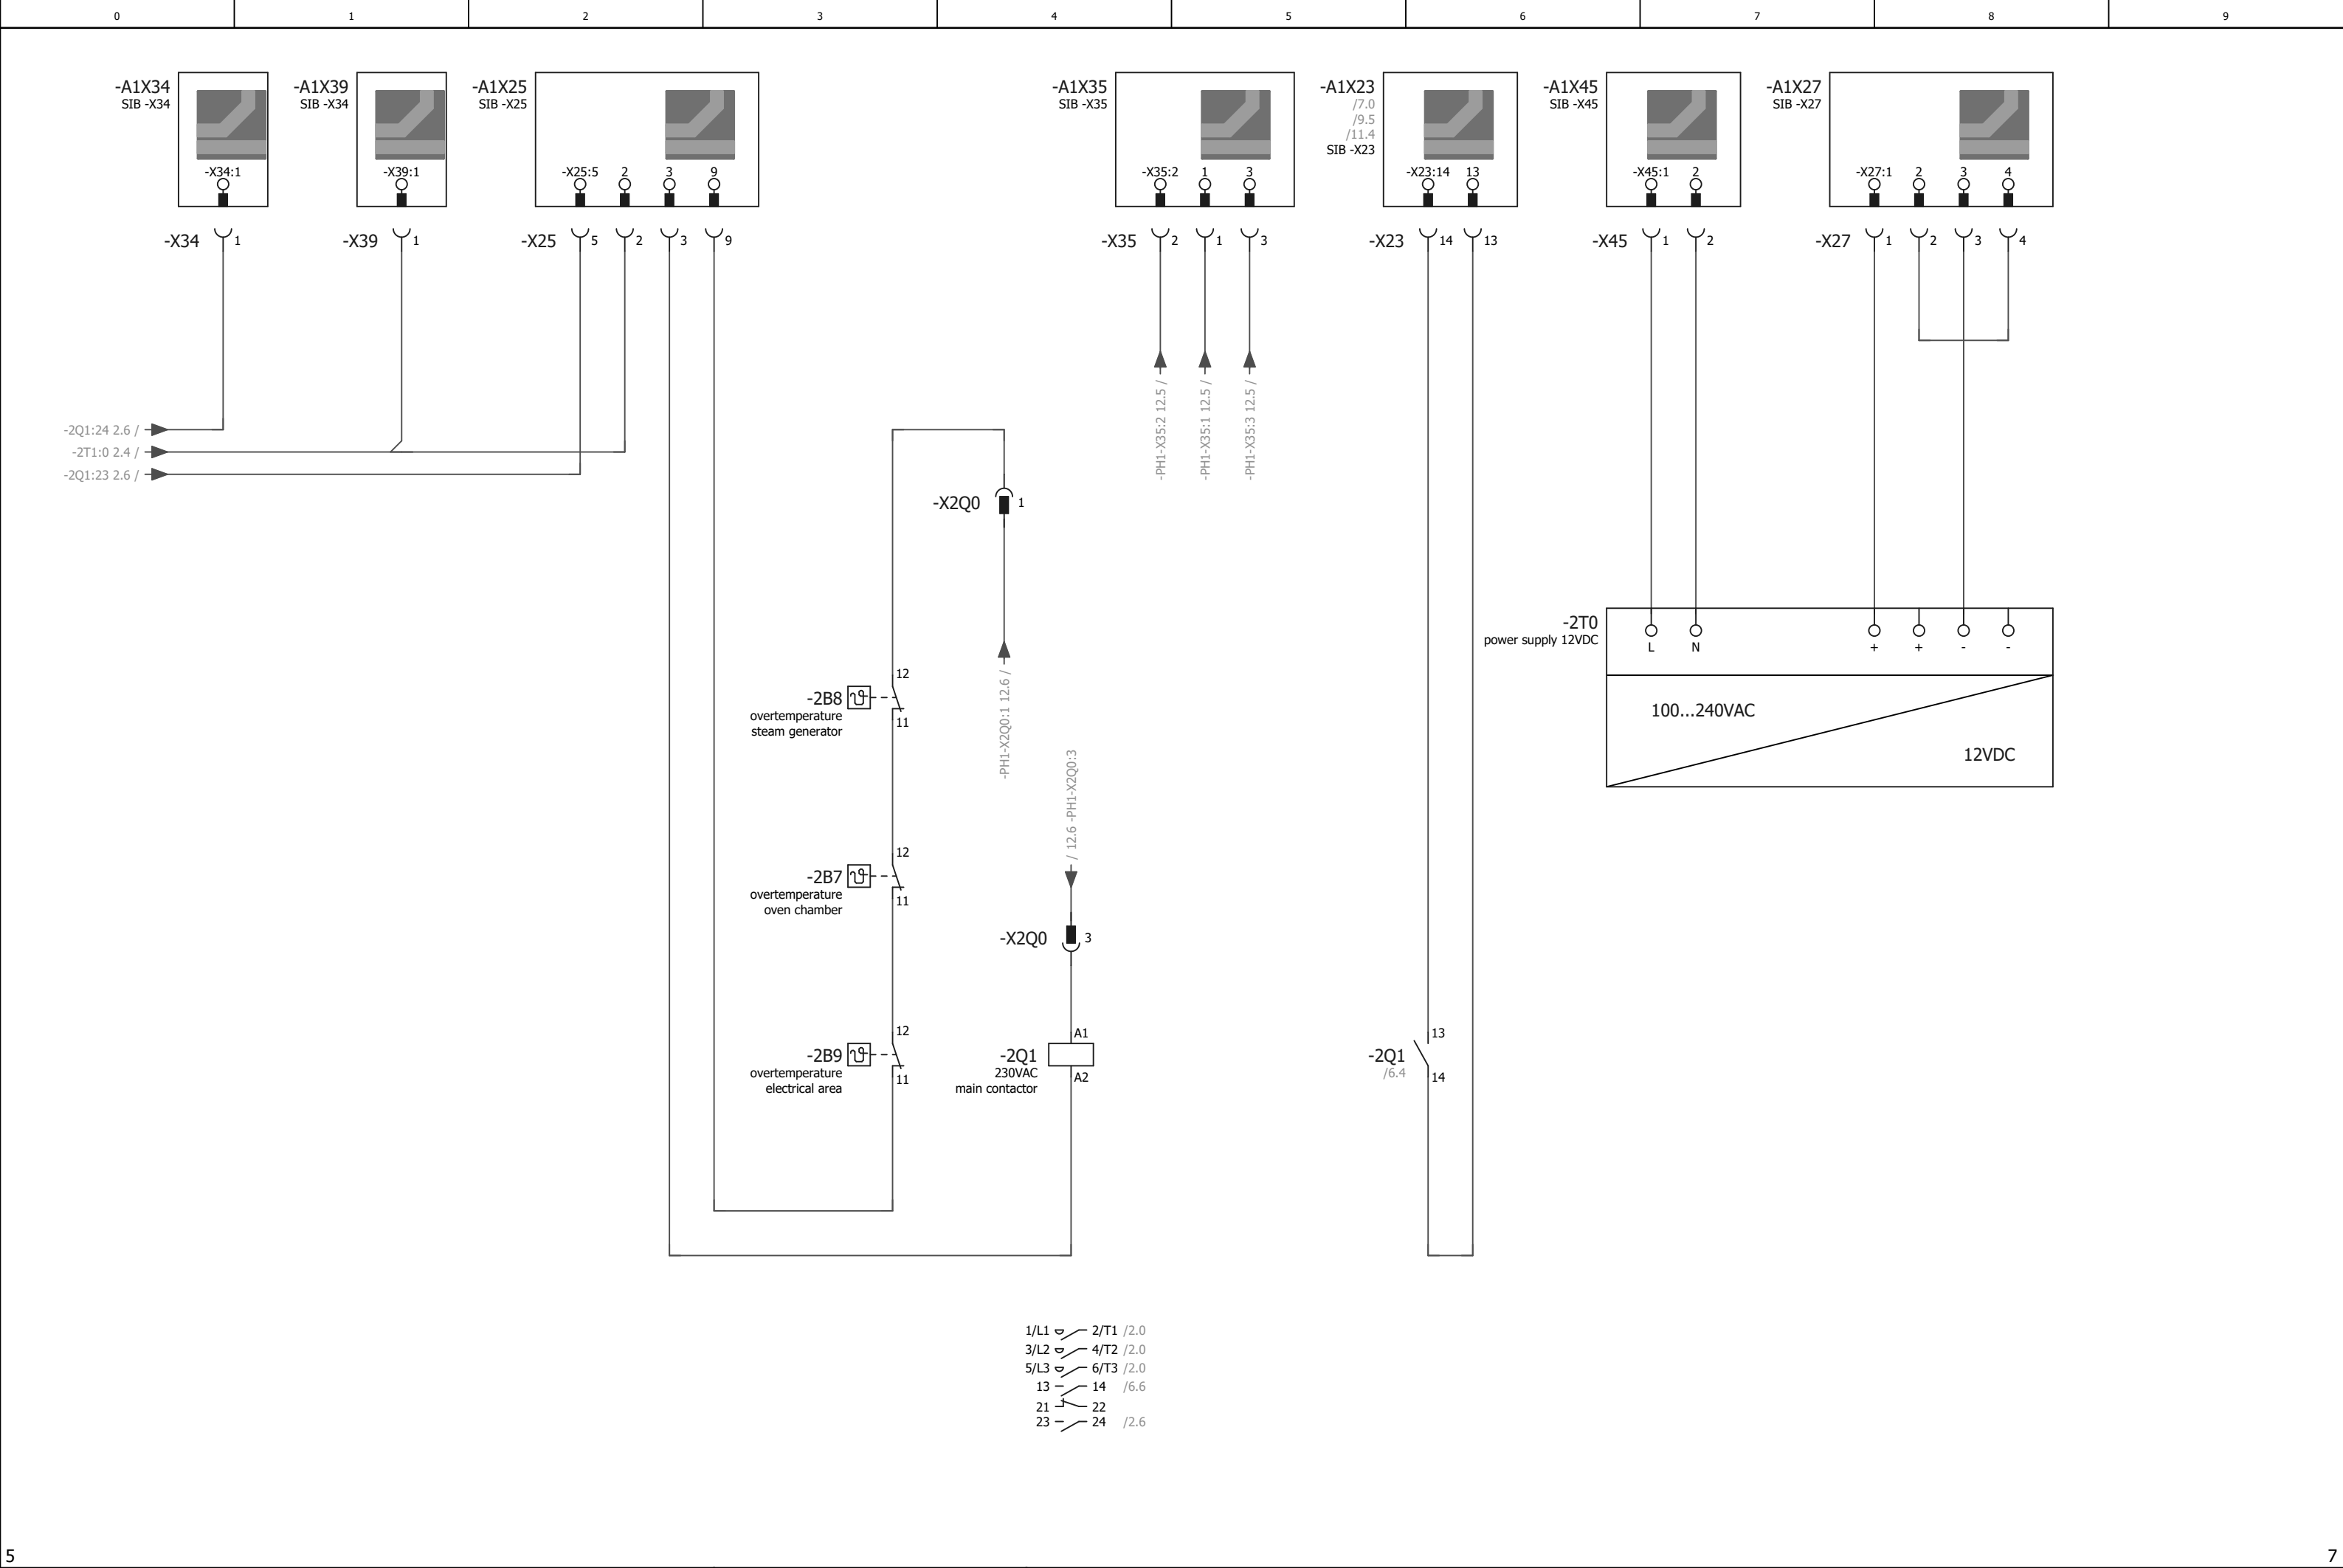 0 1 2 3 4 5 6 7 8 9
-A1X34
SIB -X34
-X34:1
-A1X39
SIB -X34
-X39:1
-A1X25
SIB -X25
-X25:5 2 3 9
-A1X35
SIB -X35
-X35:2 1 3
-A1X23
/7.0
/9.5
/11.4
SIB -X23
-X23:14 13
-A1X45
SIB -X45
-X45:1 2
-A1X27
SIB -X27
-X27:1 2 3 4
-X34 1
-X39 1
-X25 5 2 3 9
-X35 2 1 3
-X23 14 13
-X45 1 2
-X27 1 2 3 4
-2Q1:24 2.6 /
-2T1:0 2.4 /
-2Q1:23 2.6 /
-PH1-X35:2 12.5 /
-PH1-X35:1 12.5 /
-PH1-X35:3 12.5 /
-X2Q0 1
-PH1-X2Q0:1 12.6 /
-2T0
power supply 12VDC
L N + + - -
100...240VAC
12VDC
12
-2B8
overtemperature
steam generator
11
/ 12.6 -PH1-X2Q0:3
12
-2B7
overtemperature
oven chamber
11
-X2Q0 3
12
-2B9
overtemperature
electrical area
11
A1
-2Q1
230VAC
main contactor
A2
13
-2Q1
/6.4
14
1/L1 2/T1 /2.0
3/L2 4/T2 /2.0
5/L3 6/T3 /2.0
13 14 /6.6
21 22
23 24 /2.6
5
7